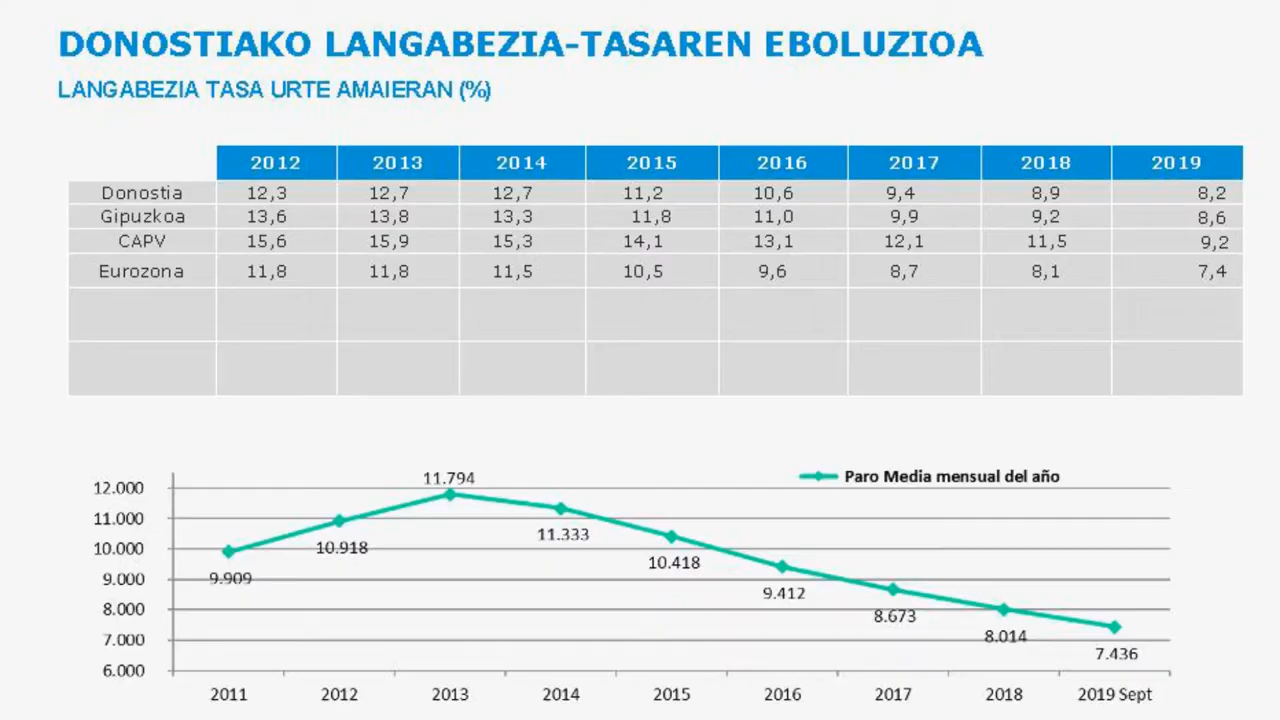 DONOSTIAKO LANGABEZIA-TASAREN EBOLUZIOA
LANGABEZIA TASA URTE AMAIERAN (%)
2012 2013 2014 2015 2016 2017 2018 2019
Donostia 12,3 12,7 12,7 11,2 10,6 9,4 8,9 8,2
Gipuzkoa 13,6 13,8 13,3 11,8 11,0 9,9 9,2 8,6
CAPV 15,6 15,9 15,3 14,1 13,1 12,1 11,5 9,2
Eurozona 11,8 11,8 11,5 10,5 9,6 8,7 8,1 7,4
Paro Media mensual del año
12.000
11.000
10.000
9.000
8.000
7.000
6.000
9.909
10.918
11.794
11.333
10.418
9.412
8.673
8.014
7.436
2011 2012 2013 2014 2015 2016 2017 2018 2019 Sept